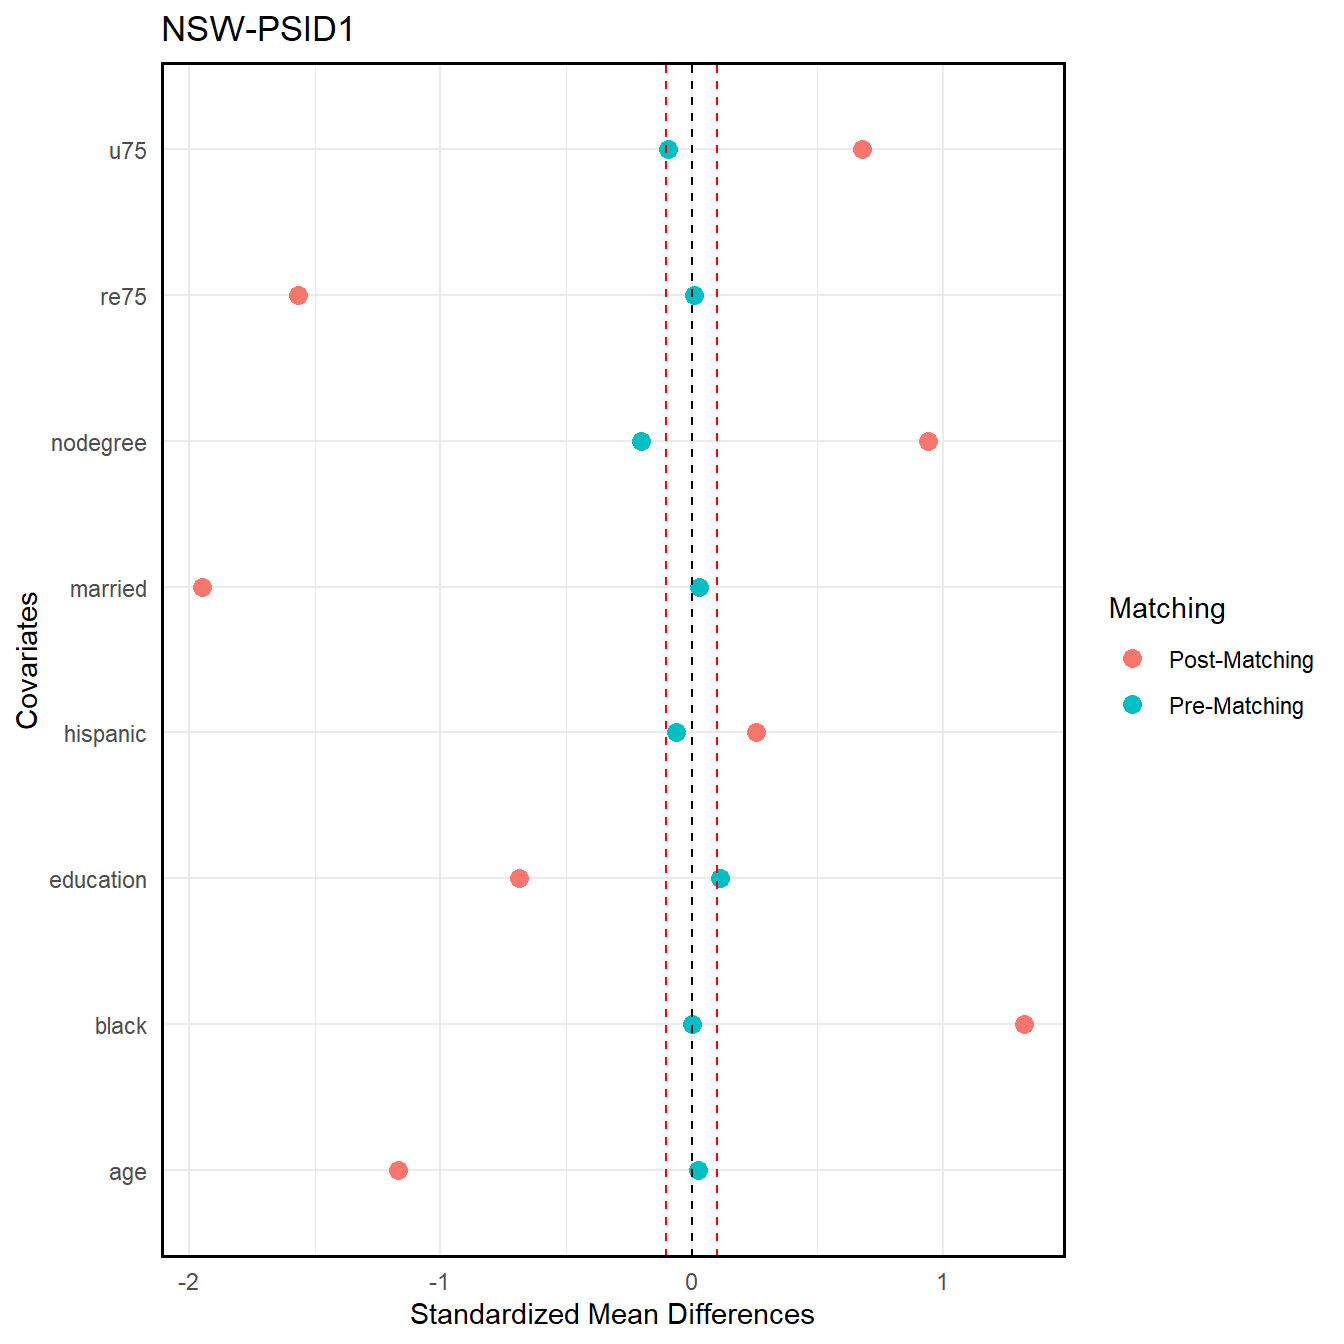 NSW-PSID1
u75
re75
nodegree
married
hispanic
education
black
age
Covariates
-2
-1
0
1
Standardized Mean Differences
Matching
Post-Matching
Pre-Matching